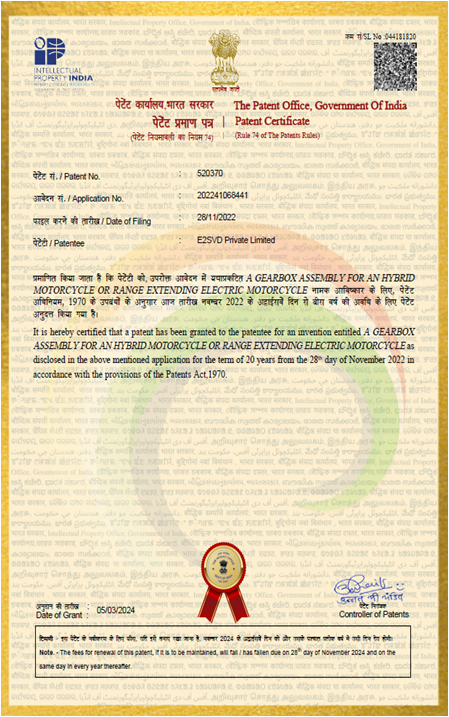 क्रम सं/SL No :044181820
INTELLECTUAL
PROPERTY INDIA
सत्यमेव जयते
पेटेंट कार्यालय,भारत सरकार
The Patent Office, Government Of India
पेटेंट प्रमाण पत्र
Patent Certificate
(पेटेंट नियमावली का नियम 74)
(Rule 74 of The Patents Rules)
पेटेंट सं. / Patent No. : 520370
आवेदन सं. / Application No. : 202241068441
फाइल करने की तारीख / Date of Filing : 28/11/2022
पेटेंटी / Patentee : E2SVD Private Limited
प्रमाणित किया जाता है कि पेटेंटी को, उपरोक्त आवेदन में यथाप्रकटित A GEARBOX ASSEMBLY FOR AN HYBRID
MOTORCYCLE OR RANGE EXTENDING ELECTRIC MOTORCYCLE नामक आविष्कार के लिए, पेटेंट
अधिनियम, 1970 के उपबंधों के अनुसार आज तारीख नवम्बर 2022 के अट्ठाईसवें दिन से बीस वर्ष की अवधि के लिए पेटेंट
अनुदत्त किया गया है।
It is hereby certified that a patent has been granted to the patentee for an invention entitled A GEARBOX
ASSEMBLY FOR AN HYBRID MOTORCYCLE OR RANGE EXTENDING ELECTRIC MOTORCYCLE as
disclosed in the above mentioned application for the term of 20 years from the 28th day of November 2022 in
accordance with the provisions of the Patents Act,1970.
अनुदान की तारीख : 05/03/2024
Date of Grant :
पेटेंट नियंत्रक
Controller of Patents
टिप्पणी - इस पेटेंट के नवीकरण के लिए फीस, यदि इसे बनाए रखा जाना है, नवम्बर 2024 के अट्ठाईसवें दिन को और उसके पश्चात प्रत्येक वर्ष में उसी दिन देय होगी।
Note. - The fees for renewal of this patent, if it is to be maintained, will fall / has fallen due on 28th day of November 2024 and on the
same day in every year thereafter.